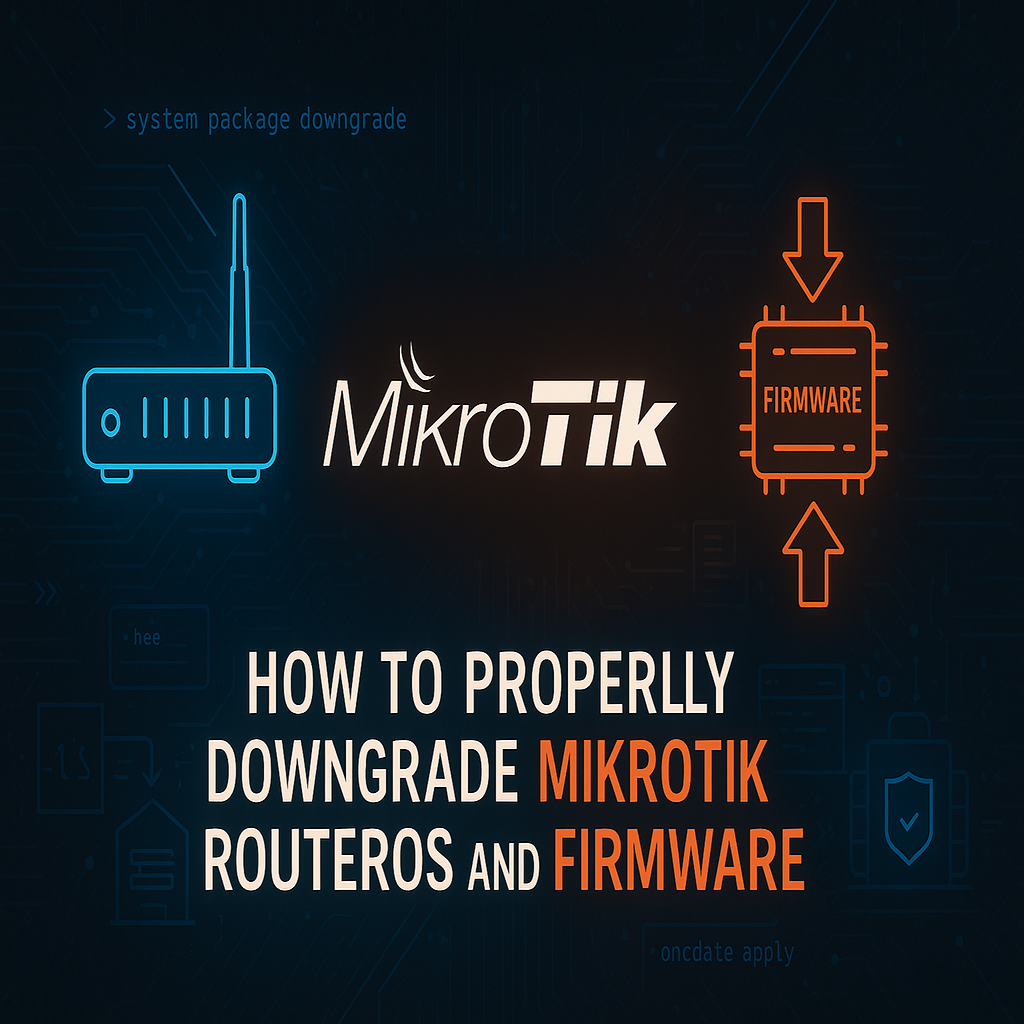 > system package downgrade
MikroTik
FIRMWARE
hee
HOW TO PROPERLLY
DOWNGRADE MIKROTIK
ROUTEROS AND FIRMWARE
oncdate apply